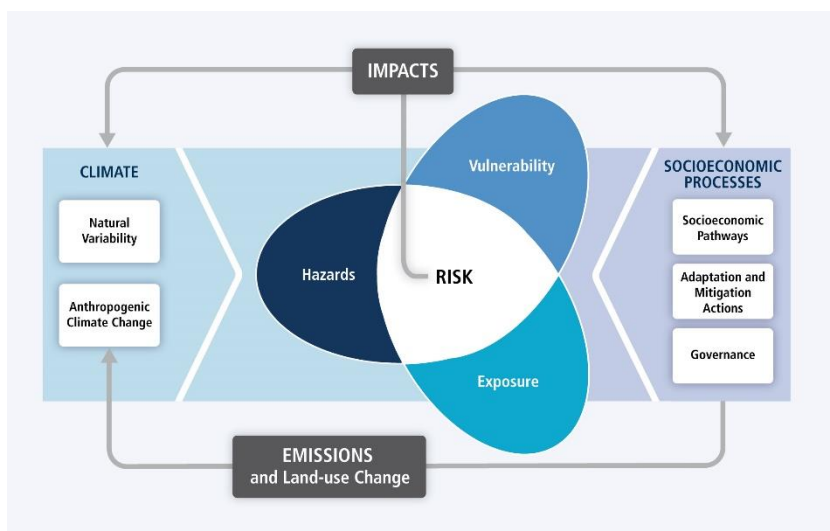 IMPACTS
CLIMATE
Natural
Variability
Anthropogenic
Climate Change
Vulnerability
Hazards
RISK
Exposure
SOCIOECONOMIC
PROCESSES
Socioeconomic
Pathways
Adaptation and
Mitigation
Actions
Governance
EMISSIONS
and Land-use Change